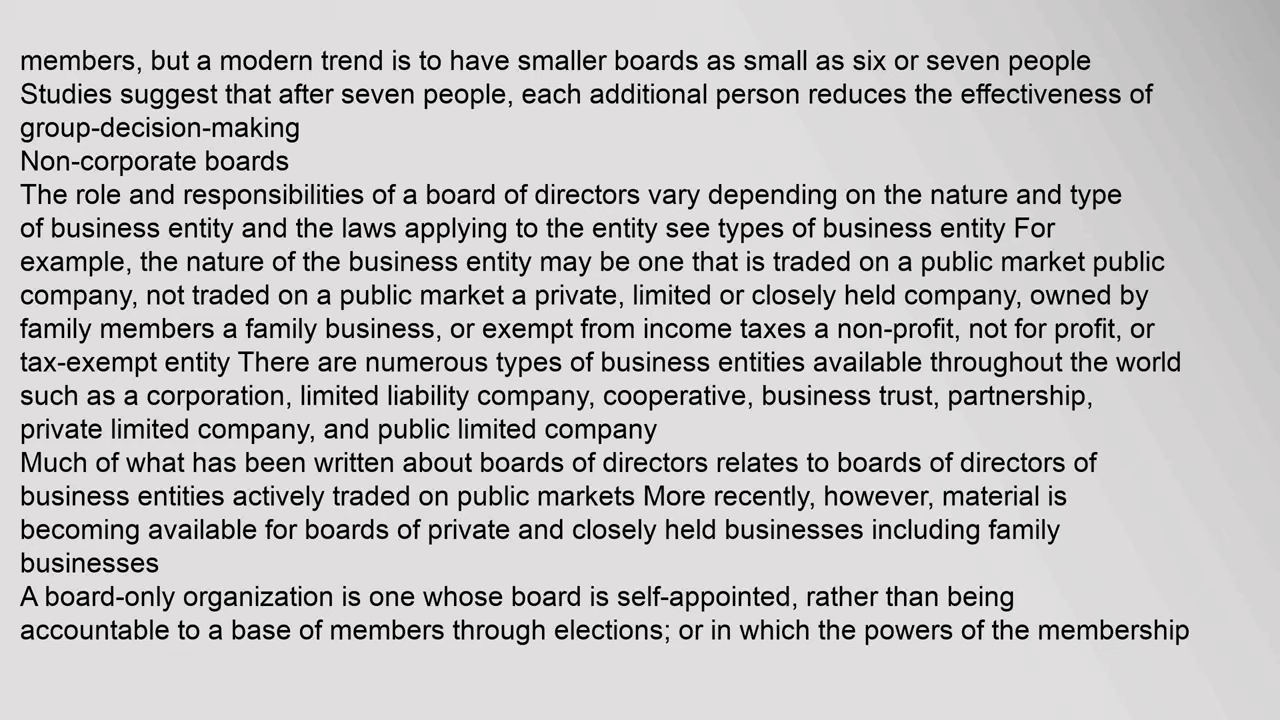 members, but a modern trend is to have smaller boards as small as six or seven people
Studies suggest that after seven people, each additional person reduces the effectiveness of
group-decision-making
Non-corporate boards
The role and responsibilities of a board of directors vary depending on the nature and type
of business entity and the laws applying to the entity see types of business entity For
example, the nature of the business entity may be one that is traded on a public market public
company, not traded on a public market a private, limited or closely held company, owned by
family members a family business, or exempt from income taxes a non-profit, not for profit, or
tax-exempt entity There are numerous types of business entities available throughout the world
such as a corporation, limited liability company, cooperative, business trust, partnership,
private limited company, and public limited company
Much of what has been written about boards of directors relates to boards of directors of
business entities actively traded on public markets More recently, however, material is
becoming available for boards of private and closely held businesses including family
businesses
A board-only organization is one whose board is self-appointed, rather than being
accountable to a base of members through elections; or in which the powers of the membership